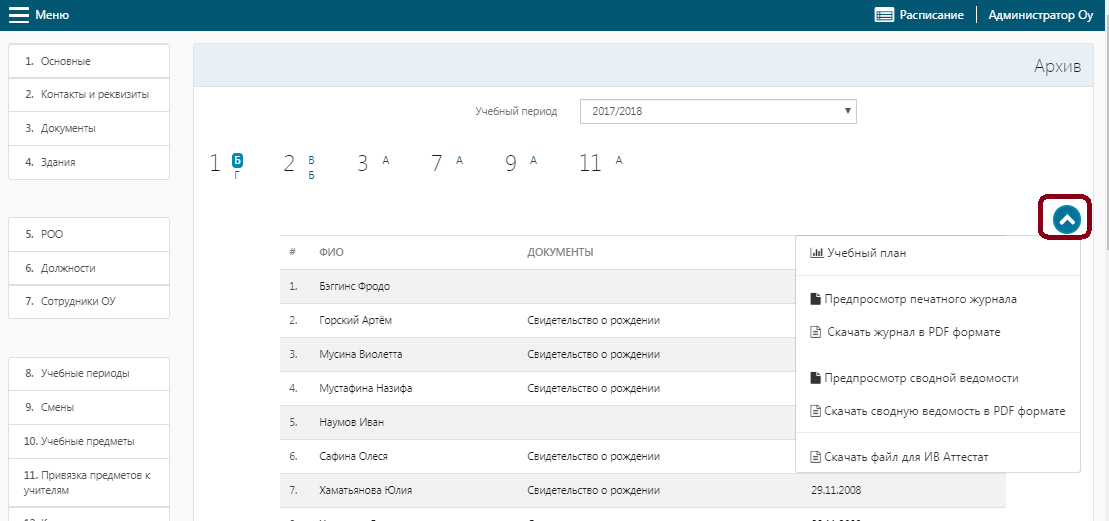 Меню
Расписание
Администратор Оу
1. Основные
2. Контакты и реквизиты
3. Документы
4. Здания
5. РОО
6. Должности
7. Сотрудники ОУ
8. Учебные периоды
9. Смены
10. Учебные предметы
11. Привязка предметов к
учителям
Архив
Учебный период 2017/2018
1 Б 2 В 3 А 7 А 9 А 11 А
Г Б
# ФИО ДОКУМЕНТЫ
1. Бэггинс Фродо
2. Горский Артём Свидетельство о рождении
3. Мусина Виолетта Свидетельство о рождении
4. Мустафина Назифа Свидетельство о рождении
5. Наумов Иван
6. Сафина Олеся Свидетельство о рождении
7. Хаматьянова Юлия Свидетельство о рождении 29.11.2008
Учебный план
Предпросмотр печатного журнала
Скачать журнал в PDF формате
Предпросмотр сводной ведомости
Скачать сводную ведомость в PDF формате
Скачать файл для ИВ Аттестат